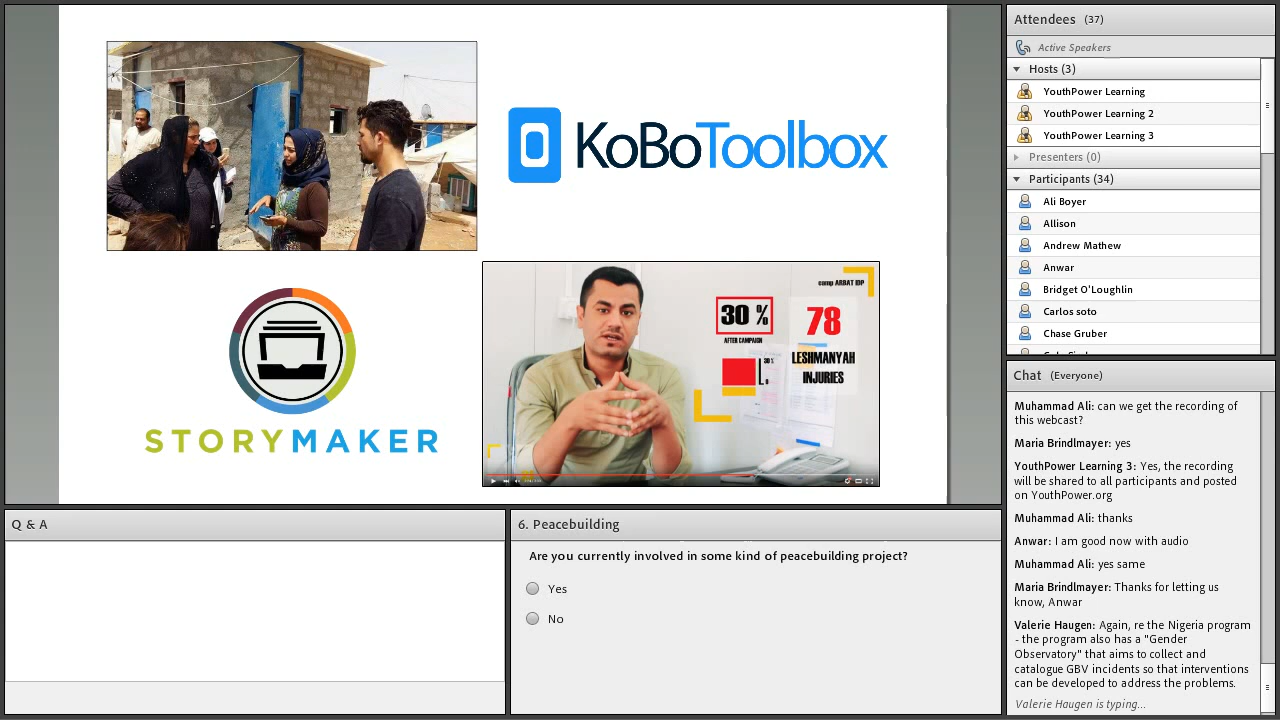 KoBoToolbox
STORYMAKER
camp ARBAT IDP
30 %
78
AFTER CAMPAIGN
LESHMANYAH
INJURIES
30 %
Attendees (37)
Active Speakers
Hosts (3)
YouthPower Learning
YouthPower Learning 2
YouthPower Learning 3
Presenters (0)
Participants (34)
Ali Boyer
Allison
Andrew Mathew
Anwar
Bridget O'Loughlin
Carlos soto
Chase Gruber
Chat (Everyone)
Muhammad Ali: can we get the recording of
this webcast?
Maria Brindlmayer: yes
YouthPower Learning 3: Yes, the recording
will be shared to all participants and posted
on YouthPower.org
Muhammad Ali: thanks
Anwar: I am good now with audio
Muhammad Ali: yes same
Maria Brindlmayer: Thanks for letting us
know, Anwar
Valerie Haugen: Again, re the Nigeria program
- the program also has a "Gender
Observatory" that aims to collect and
catalogue GBV incidents so that interventions
can be developed to address the problems.
Valerie Haugen is typing...
Q & A
6. Peacebuilding
Are you currently involved in some kind of peacebuilding project?
Yes
No